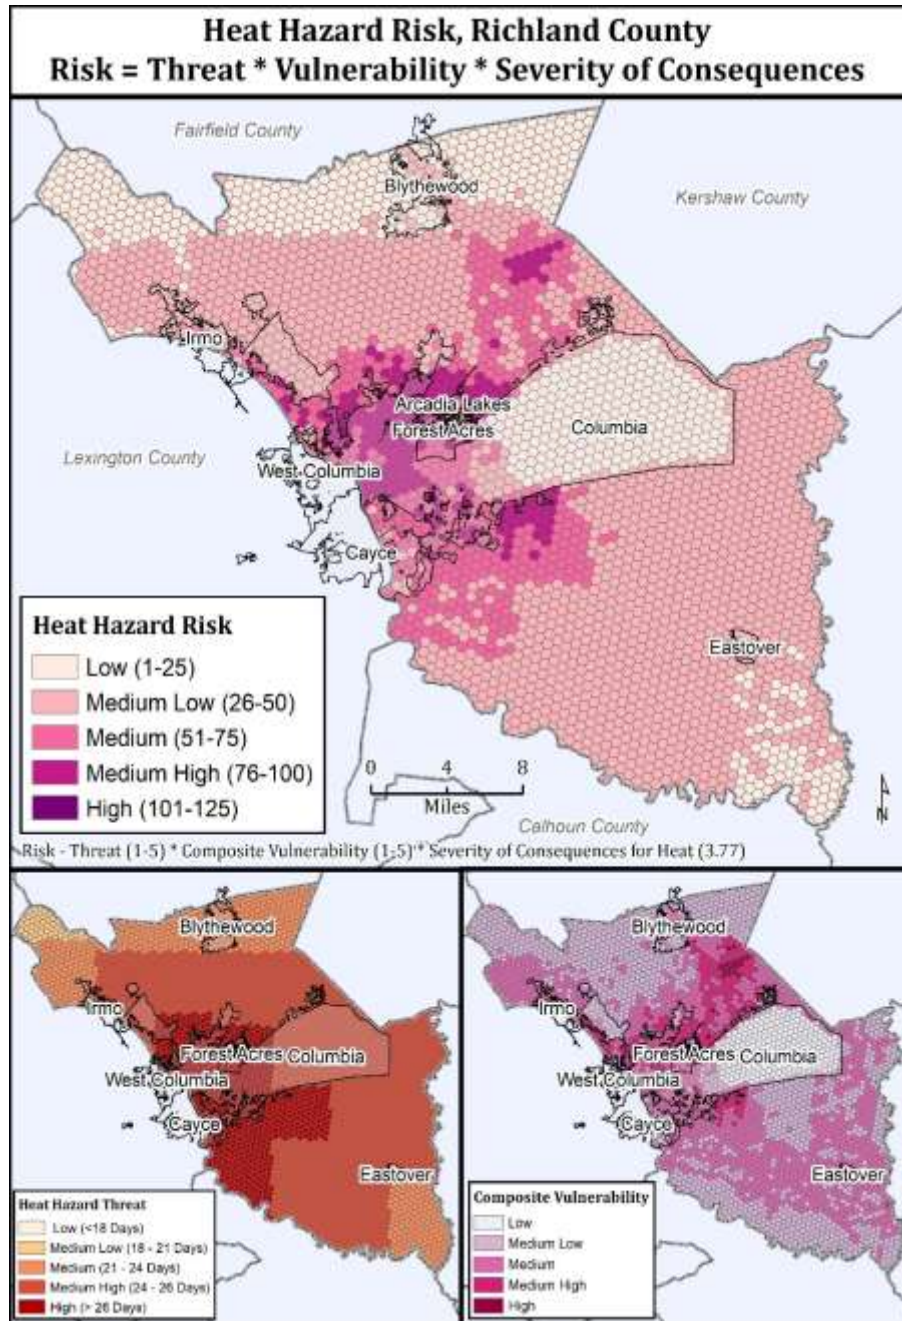 Heat Hazard Risk, Richland County
Risk = Threat * Vulnerability * Severity of Consequences
Fairfield County
Blythewood
Kershaw County
Irmo
Arcadia Lakes
Forest Acres
Columbia
Lexington County
West Columbia
Cayce
Eastover
Heat Hazard Risk
Low (1-25)
Medium Low (26-50)
Medium (51-75)
Medium High (76-100)
High (101-125)
0 4 8
Miles
N
Calhoun County
Risk - Threat (1-5) * Composite Vulnerability (1-5) * Severity of Consequences for Heat (3.77)
Blythewood
Irmo
Forest Acres
Columbia
West Columbia
Cayce
Eastover
Heat Hazard Threat
Low (<18 Days)
Medium Low (18 - 21 Days)
Medium (21 - 24 Days)
Medium High (24 - 26 Days)
High (> 26 Days)
Blythewood
Irmo
Forest Acres
Columbia
West Columbia
Cayce
Eastover
Composite Vulnerability
Low
Medium Low
Medium
Medium High
High